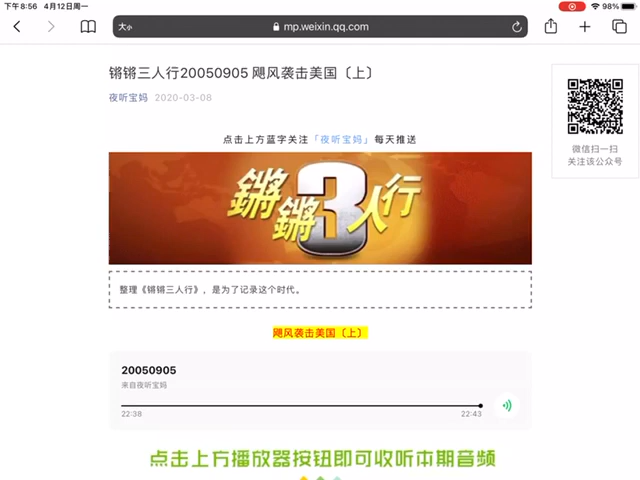 下午8:56 4月12日周一
98%
大小
mp.weixin.qq.com
锵锵三人行20050905 飓风袭击美国〔上〕
夜听宝妈 2020-03-08
微信扫一扫
关注该公众号
点击上方蓝字关注「夜听宝妈」每天推送
锵锵3人行
整理《锵锵三人行》，是为了记录这个时代。
飓风袭击美国〔上〕
20050905
来自夜听宝妈
22:38
22:43
点击上方播放器按钮即可收听本期音频